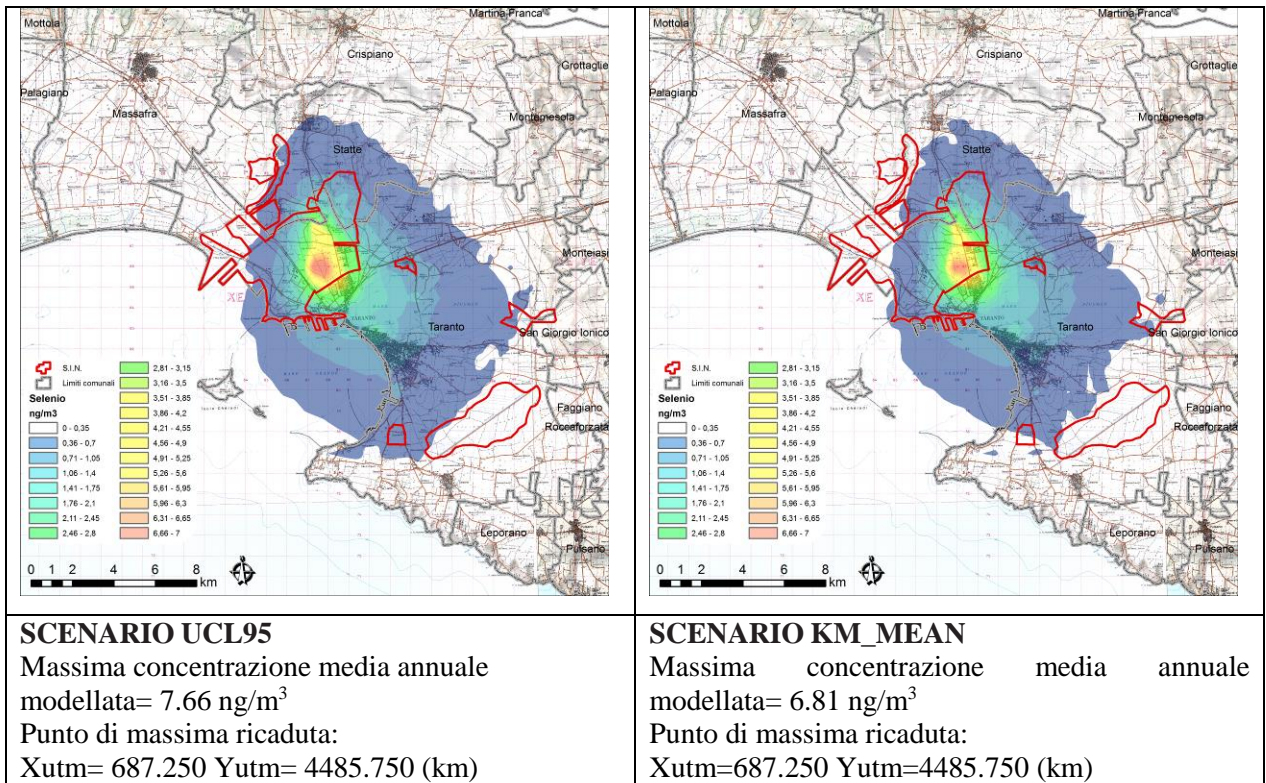 Mottola
Martina Franca
Crispiano
Grottaglie
Palagiano
Massafra
Montemesola
Statte
Monteiasi
XE
TARANTO
Taranto
San Giorgio Ionico
MARE GRANDE
Faggiano
Roccaforzata
Leporano
Pulsano
S.I.N.
Limiti comunali
Selenio
ng/m3
0 - 0,35
0,36 - 0,7
0,71 - 1,05
1,06 - 1,4
1,41 - 1,75
1,76 - 2,1
2,11 - 2,45
2,46 - 2,8
2,81 - 3,15
3,16 - 3,5
3,51 - 3,85
3,86 - 4,2
4,21 - 4,55
4,56 - 4,9
4,91 - 5,25
5,26 - 5,6
5,61 - 5,95
5,96 - 6,3
6,31 - 6,65
6,66 - 7
0 1 2 4 6 8
km
Mottola
Martina Franca
Crispiano
Grottaglie
Palagiano
Massafra
Montemesola
Statte
Monteiasi
XE
TARANTO
Taranto
San Giorgio Ionico
MARE GRANDE
Faggiano
Roccaforzata
Leporano
Pulsano
S.I.N.
Limiti comunali
Selenio
ng/m3
0 - 0,35
0,36 - 0,7
0,71 - 1,05
1,06 - 1,4
1,41 - 1,75
1,76 - 2,1
2,11 - 2,45
2,46 - 2,8
2,81 - 3,15
3,16 - 3,5
3,51 - 3,85
3,86 - 4,2
4,21 - 4,55
4,56 - 4,9
4,91 - 5,25
5,26 - 5,6
5,61 - 5,95
5,96 - 6,3
6,31 - 6,65
6,66 - 7
0 1 2 4 6 8
km
SCENARIO UCL95
Massima concentrazione media annuale
modellata= 7.66 ng/m³
Punto di massima ricaduta:
Xutm= 687.250 Yutm= 4485.750 (km)
SCENARIO KM_MEAN
Massima concentrazione media annuale
modellata= 6.81 ng/m³
Punto di massima ricaduta:
Xutm=687.250 Yutm=4485.750 (km)